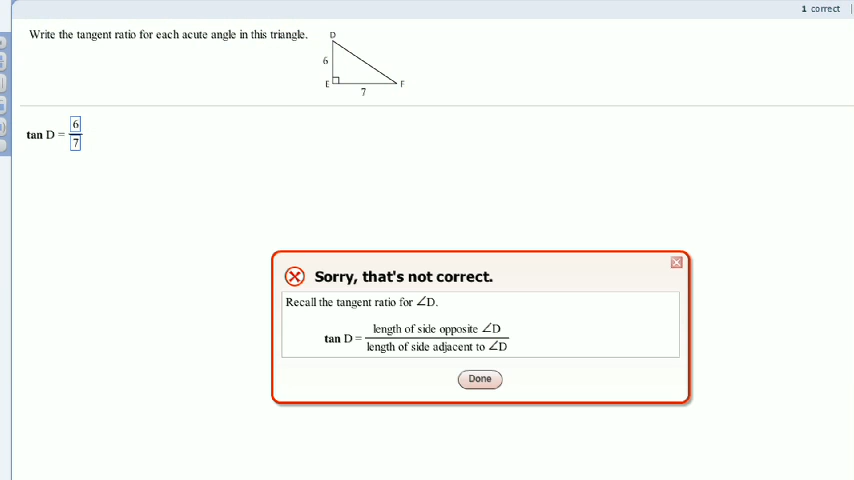 1 correct
Write the tangent ratio for each acute angle in this triangle.
D
6
E
F
7
tan D = 6
7
Sorry, that's not correct.
Recall the tangent ratio for ∠D.
tan D = length of side opposite ∠D
length of side adjacent to ∠D
Done